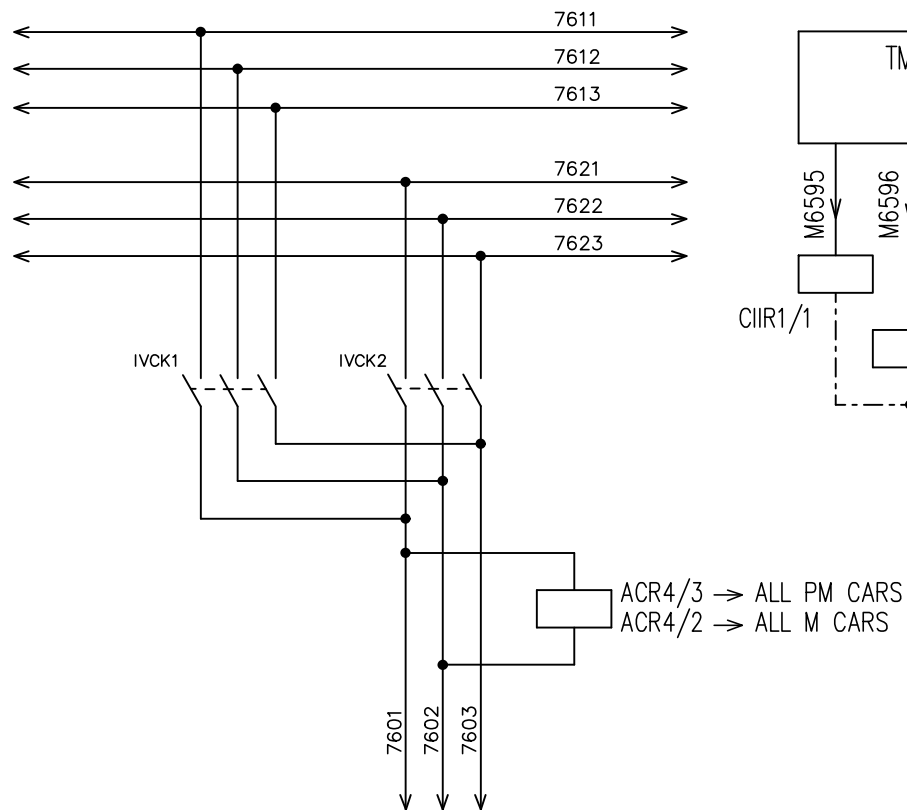 7611
7612
7613
7621
7622
7623
TM
M6595
M6596
CIIR1/1
IVCK1
IVCK2
ACR4/3 → ALL PM CARS
ACR4/2 → ALL M CARS
7601
7602
7603